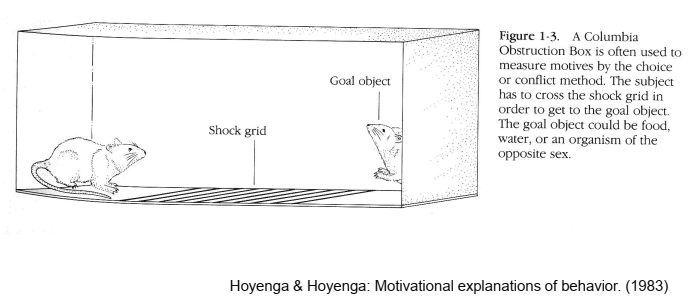 Goal object
Shock grid
Figure 1-3. A Columbia
Obstruction Box is often used to
measure motives by the choice
or conflict method. The subject
has to cross the shock grid in
order to get to the goal object.
The goal object could be food,
water, or an organism of the
opposite sex.
Hoyenga & Hoyenga: Motivational explanations of behavior. (1983)